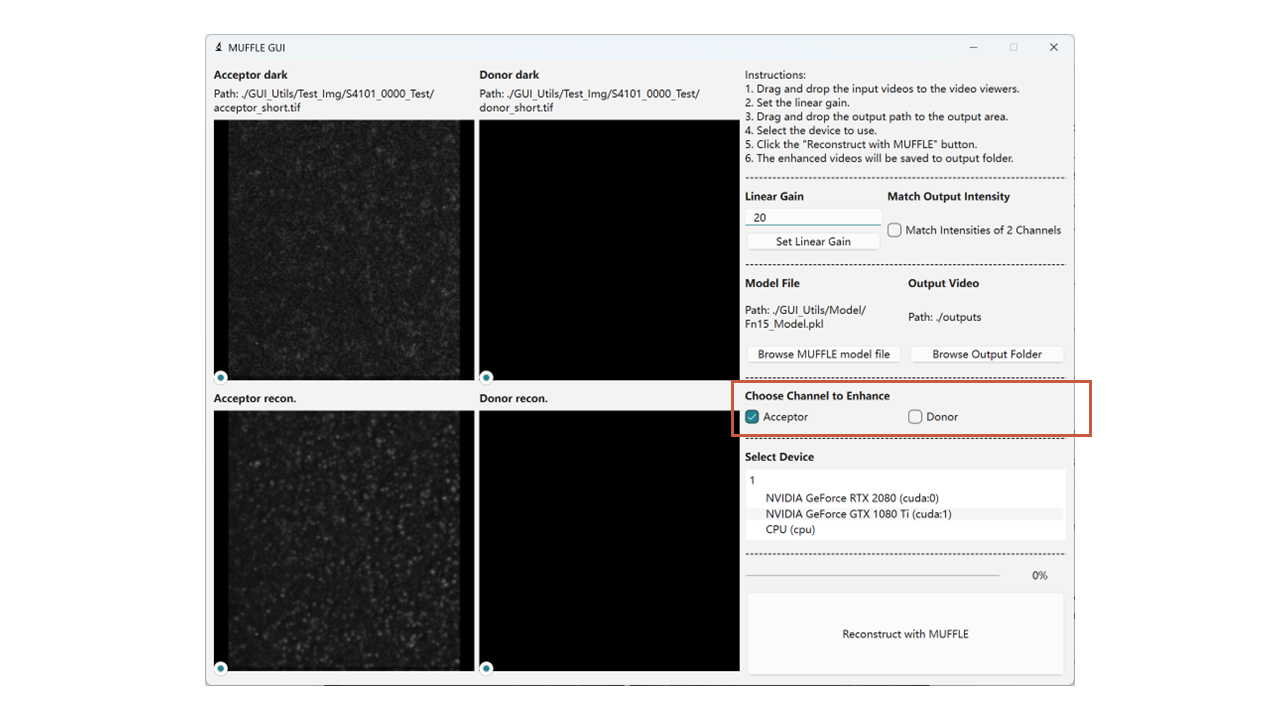 MUFFLE GUI
Acceptor dark
Path: ./GUI_Utils/Test_Img/S4101_0000_Test/
acceptor_short.tif
Donor dark
Path: ./GUI_Utils/Test_Img/S4101_0000_Test/
donor_short.tif
Acceptor recon.
Donor recon.
Instructions:
1. Drag and drop the input videos to the video viewers.
2. Set the linear gain.
3. Drag and drop the output path to the output area.
4. Select the device to use.
5. Click the "Reconstruct with MUFFLE" button.
6. The enhanced videos will be saved to output folder.
Linear Gain
20
Set Linear Gain
Match Output Intensity
Match Intensities of 2 Channels
Model File
Path: ./GUI_Utils/Model/
Fn15_Model.pkl
Browse MUFFLE model file
Output Video
Path: ./outputs
Browse Output Folder
Choose Channel to Enhance
Acceptor
Donor
Select Device
1
NVIDIA GeForce RTX 2080 (cuda:0)
NVIDIA GeForce GTX 1080 Ti (cuda:1)
CPU (cpu)
0%
Reconstruct with MUFFLE